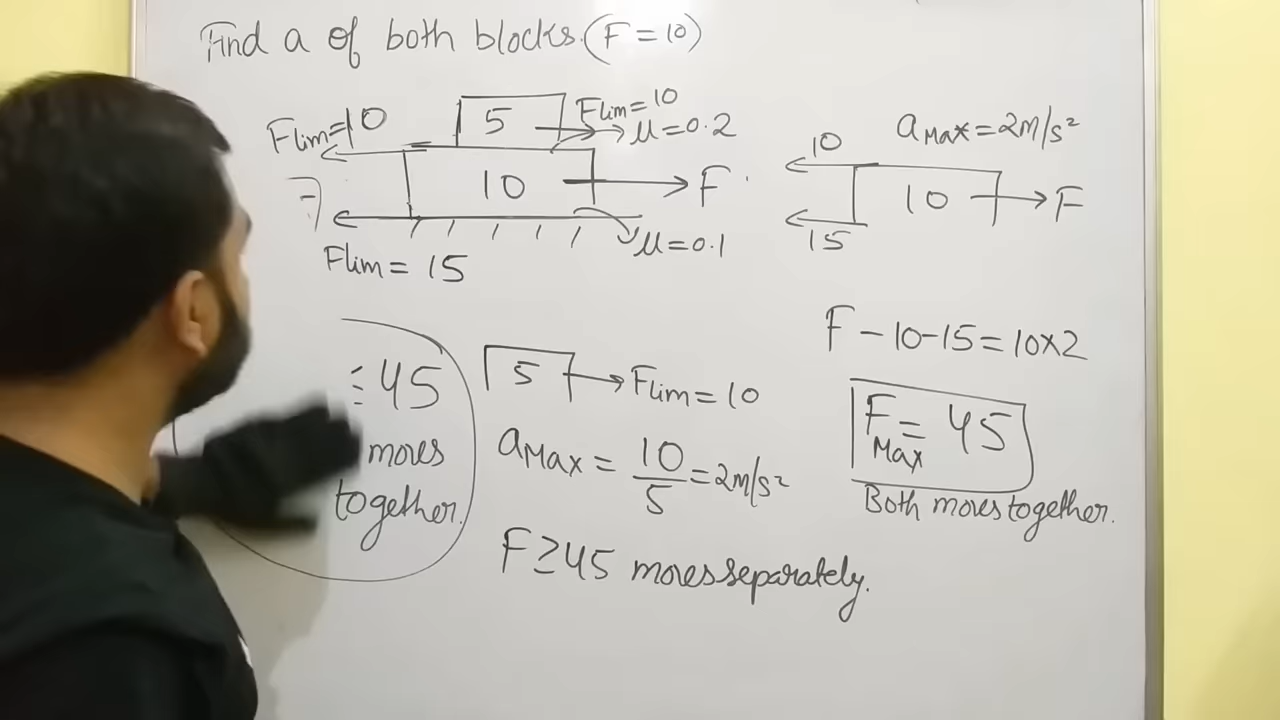 Find a of both blocks. (F = 10)
Flim = 10
5
Flim = 10
μ = 0.2
10
F
μ = 0.1
Flim = 15
aMax = 2m/s²
10
10
F
15
F - 10 - 15 = 10×2
FMax = 45
Both moves together.
≤ 45
moves
together.
5
Flim = 10
aMax = 10/5 = 2m/s²
F ≥ 45 moves separately.